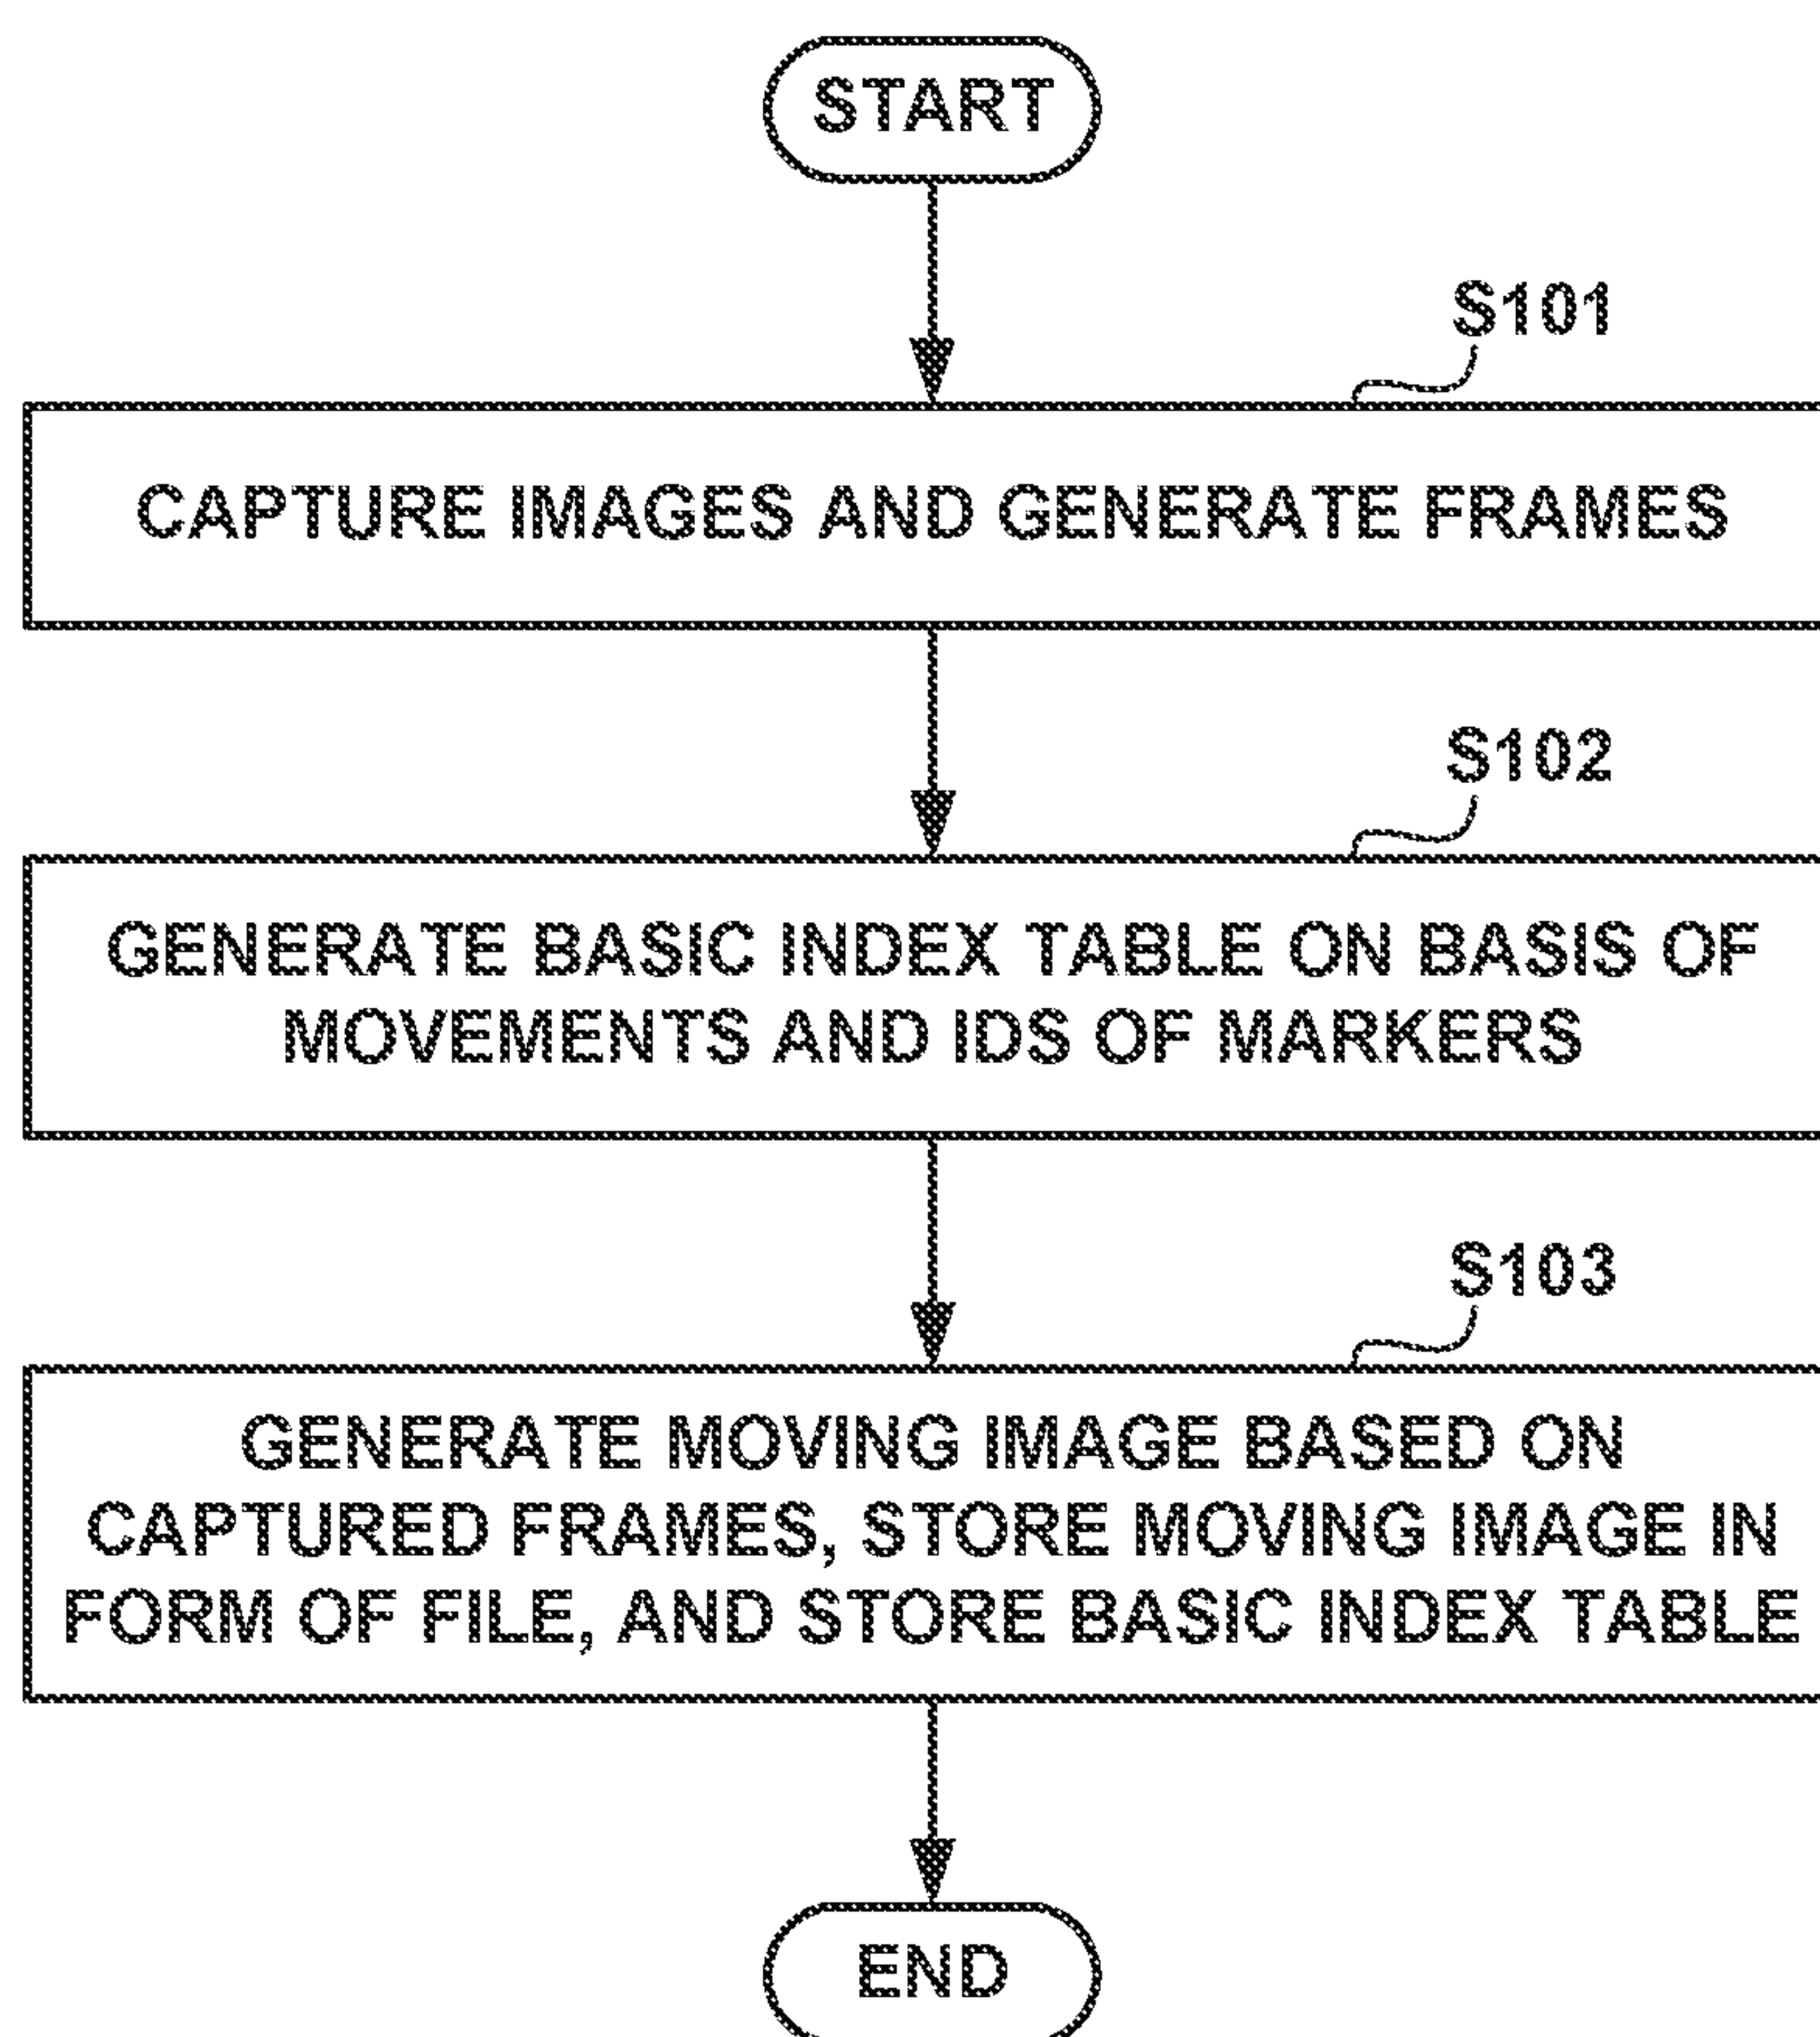 START
S101
CAPTURE IMAGES AND GENERATE FRAMES
S102
GENERATE BASIC INDEX TABLE ON BASIS OF
MOVEMENTS AND IDS OF MARKERS
S103
GENERATE MOVING IMAGE BASED ON
CAPTURED FRAMES, STORE MOVING IMAGE IN
FORM OF FILE, AND STORE BASIC INDEX TABLE
END